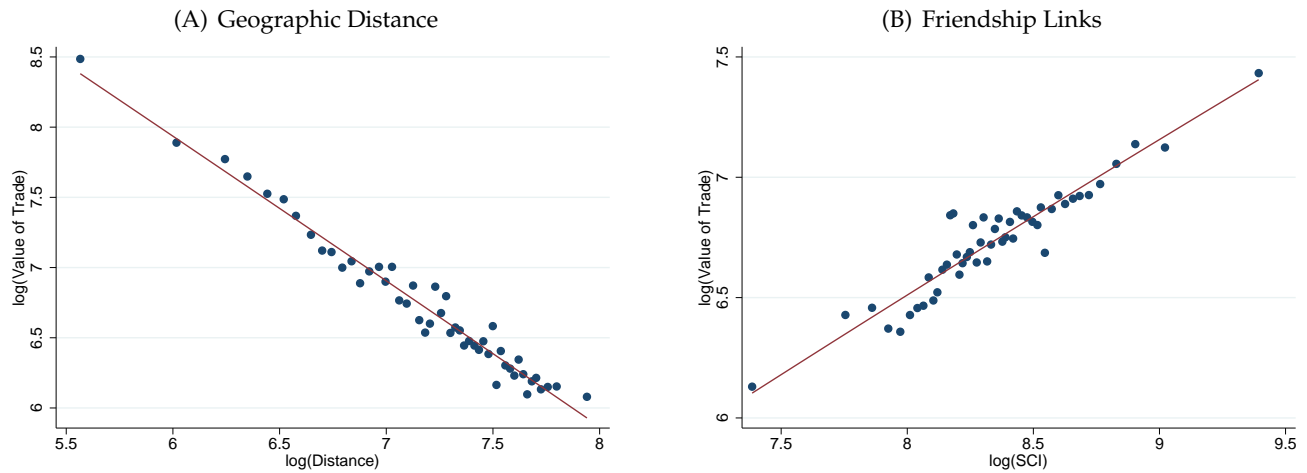 (A) Geographic Distance
8.5
8
7.5
7
6.5
6
log(Value of Trade)
5.5 6 6.5 7 7.5 8
log(Distance)
(B) Friendship Links
7.5
7
6.5
6
log(Value of Trade)
7.5 8 8.5 9 9.5
log(SCI)